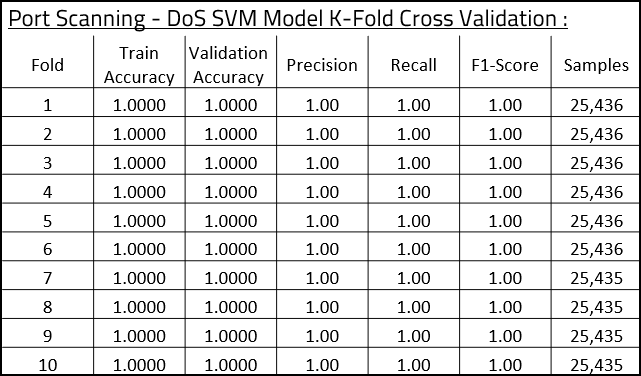 Port Scanning - DoS SVM Model K-Fold Cross Validation :
Fold Train Accuracy Validation Accuracy Precision Recall F1-Score Samples
1 1.0000 1.0000 1.00 1.00 1.00 25,436
2 1.0000 1.0000 1.00 1.00 1.00 25,436
3 1.0000 1.0000 1.00 1.00 1.00 25,436
4 1.0000 1.0000 1.00 1.00 1.00 25,436
5 1.0000 1.0000 1.00 1.00 1.00 25,436
6 1.0000 1.0000 1.00 1.00 1.00 25,436
7 1.0000 1.0000 1.00 1.00 1.00 25,435
8 1.0000 1.0000 1.00 1.00 1.00 25,435
9 1.0000 1.0000 1.00 1.00 1.00 25,435
10 1.0000 1.0000 1.00 1.00 1.00 25,435